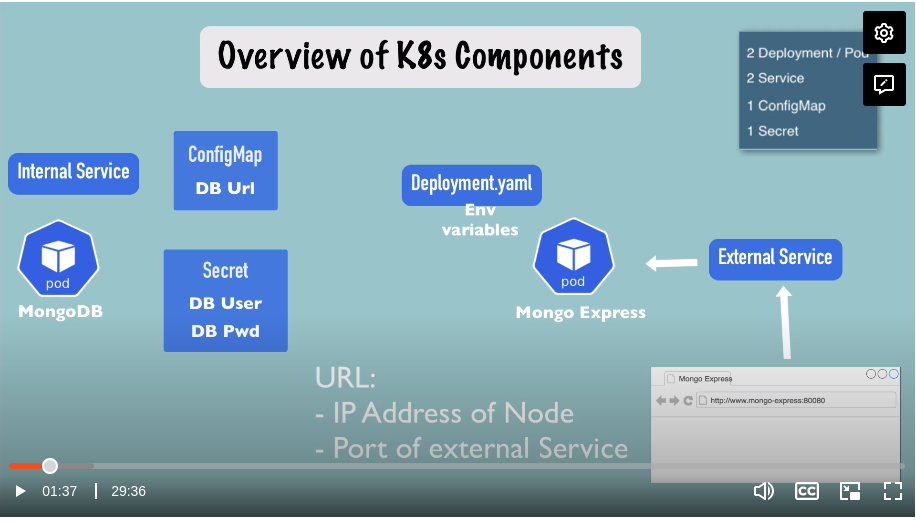 Overview of K8s Components
2 Deployment / Pod
2 Service
1 ConfigMap
1 Secret
Internal Service
ConfigMap
DB Url
Deployment.yaml
Env
variables
pod
MongoDB
Secret
DB User
DB Pwd
pod
Mongo Express
External Service
URL:
- IP Address of Node
- Port of external Service
Mongo Express
http://www.mongo-express:80080
01:37
29:36
CC